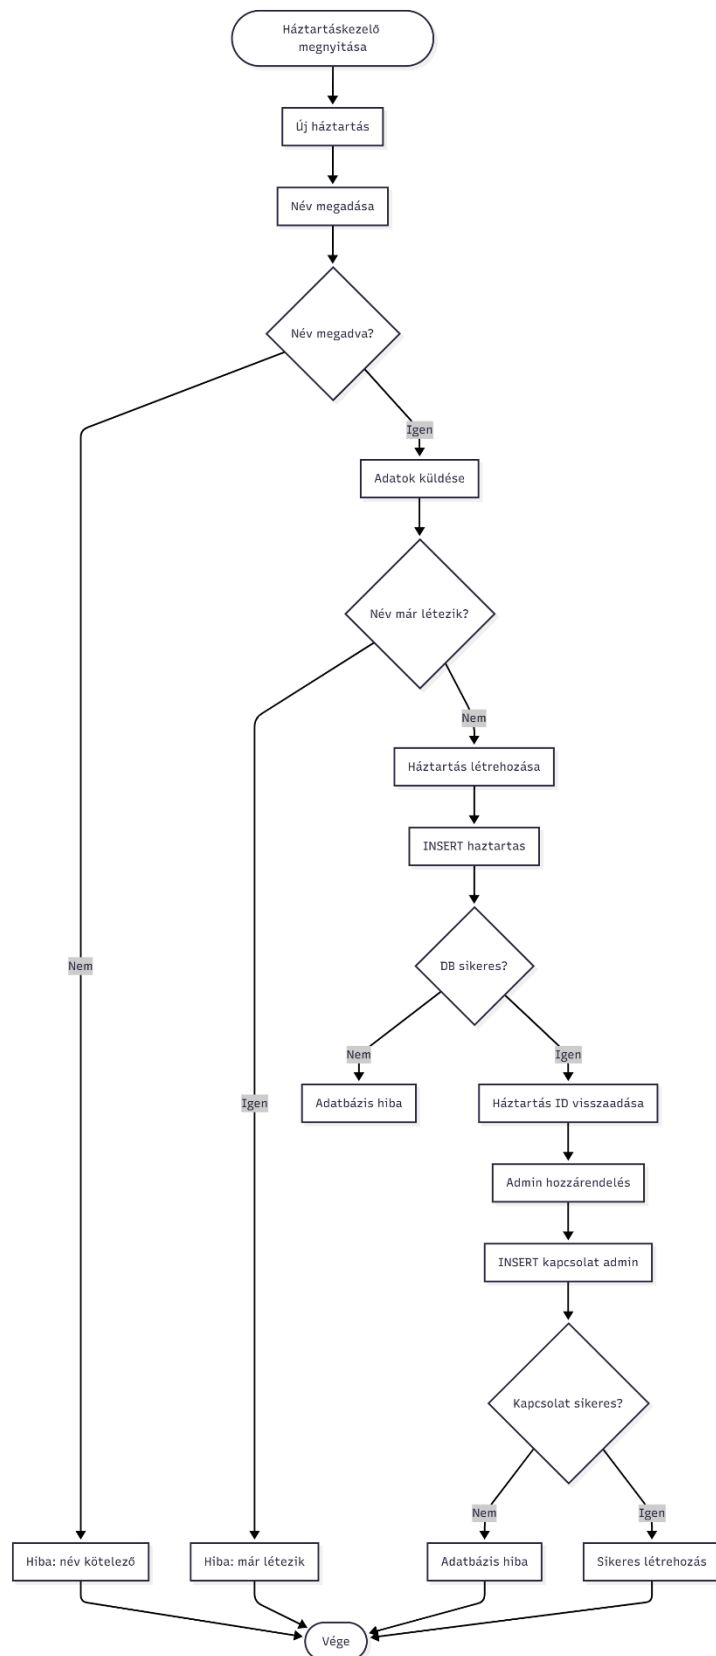 Háztartáskezelő
megnyitása
Új háztartás
Név megadása
Név megadva?
Igen
Adatok küldése
Név már létezik?
Nem
Háztartás létrehozása
INSERT haztartas
Nem
DB sikeres?
Nem
Igen
Igen
Adatbázis hiba
Háztartás ID visszaadása
Admin hozzárendelés
INSERT kapcsolat admin
Kapcsolat sikeres?
Nem
Igen
Hiba: név kötelező
Hiba: már létezik
Adatbázis hiba
Sikeres létrehozás
Vége